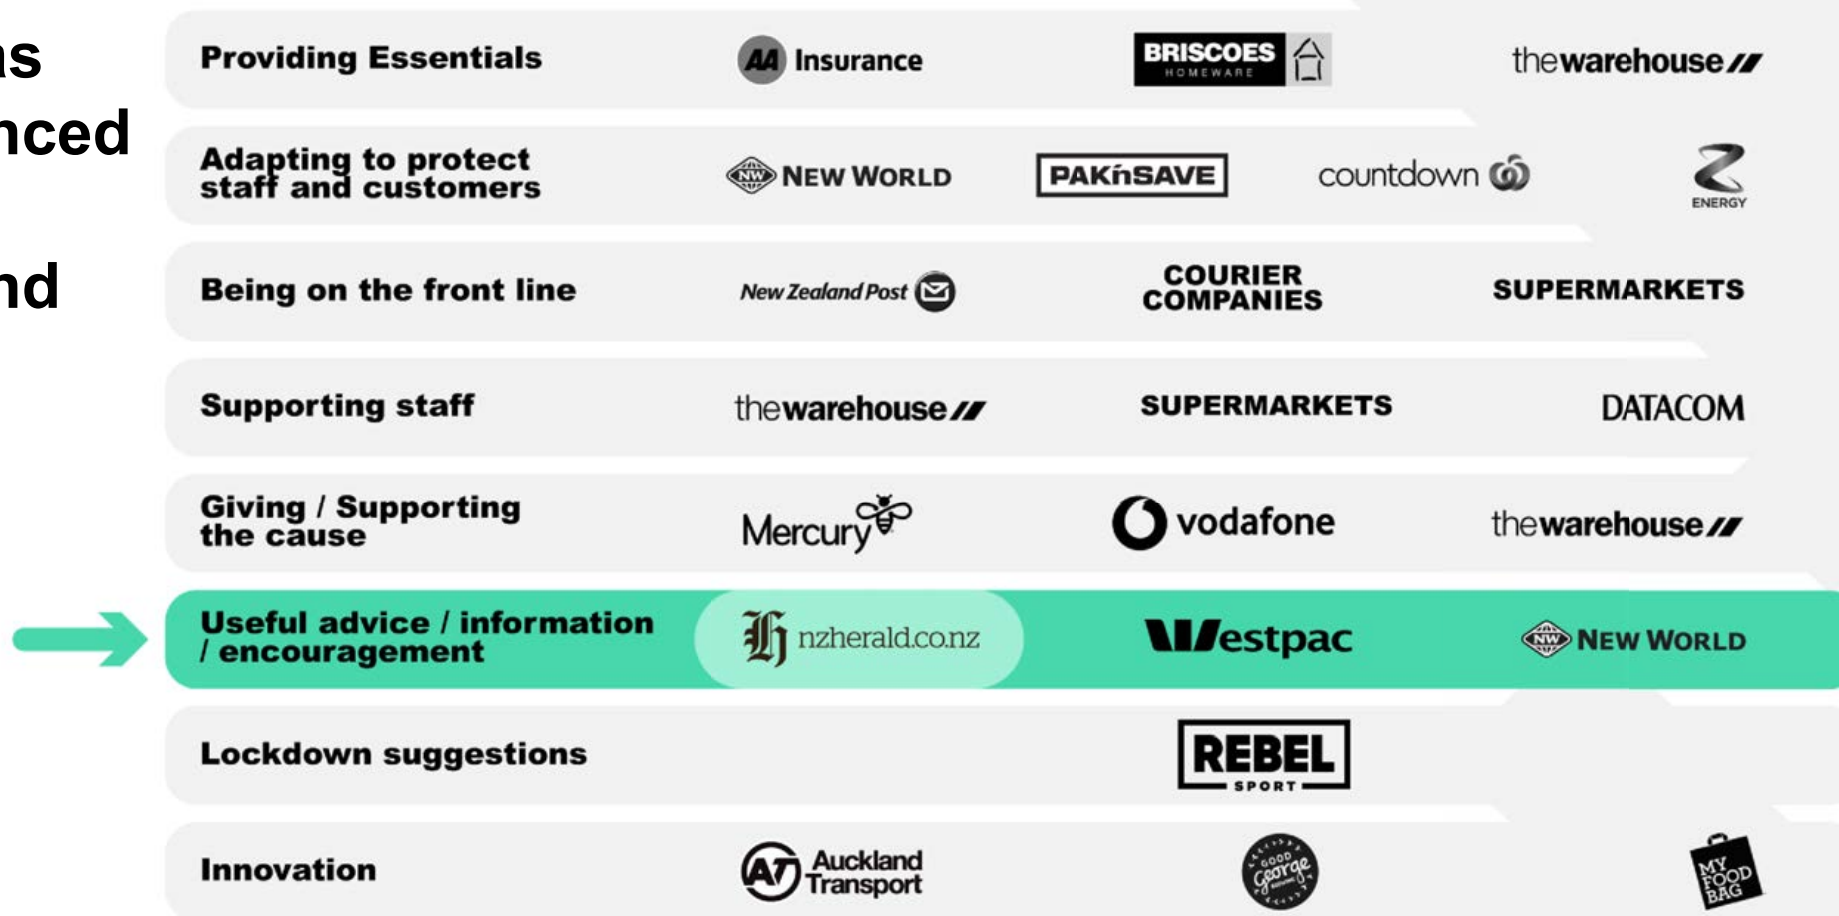 as
nced
nd
Providing Essentials
AA Insurance
BRISCOES
HOMEWARE
thewarehouse
Adapting to protect
staff and customers
NW NEW WORLD
PAK'nSAVE
countdown
Z
ENERGY
Being on the front line
New Zealand Post
COURIER
COMPANIES
SUPERMARKETS
Supporting staff
thewarehouse
SUPERMARKETS
DATACOM
Giving / Supporting
the cause
Mercury
vodafone
thewarehouse
Useful advice / information
/ encouragement
H nzherald.co.nz
Westpac
NW NEW WORLD
Lockdown suggestions
REBEL
SPORT
Innovation
AT Auckland
Transport
GOOD
George
MY
FOOD
BAG